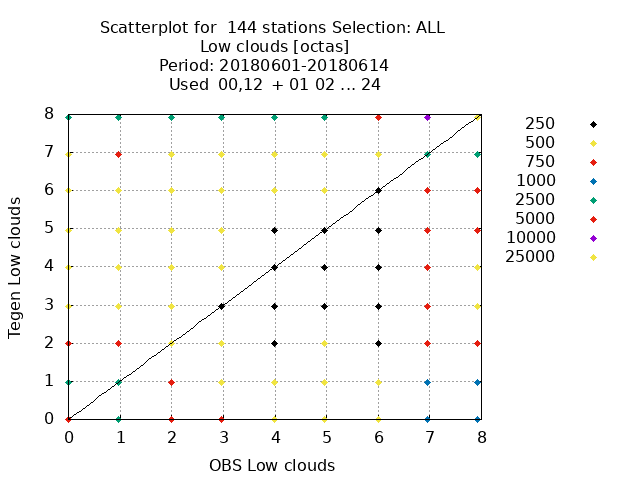 Scatterplot for  144 stations Selection: ALL
Low clouds [octas]
Period: 20180601-20180614
Used  00,12  + 01 02 ... 24
8
7
6
5
4
3
2
1
0
Tegen Low clouds
0 1 2 3 4 5 6 7 8
OBS Low clouds
250
500
750
1000
2500
5000
10000
25000